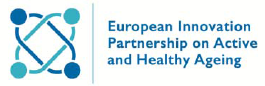 European Innovation
Partnership on Active
and Healthy Ageing